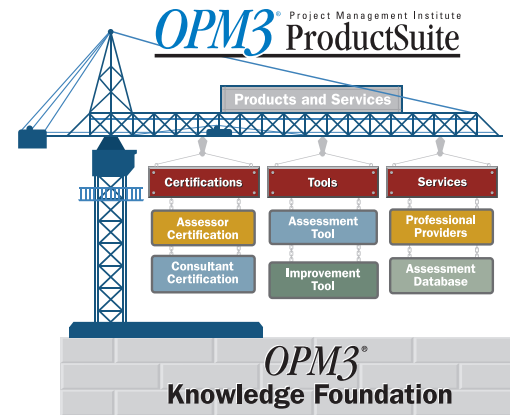 OPM3® Project Management Institute
ProductSuite
Products and Services
Certifications
Tools
Services
Assessor
Certification
Assessment
Tool
Professional
Providers
Consultant
Certification
Improvement
Tool
Assessment
Database
OPM3®
Knowledge Foundation